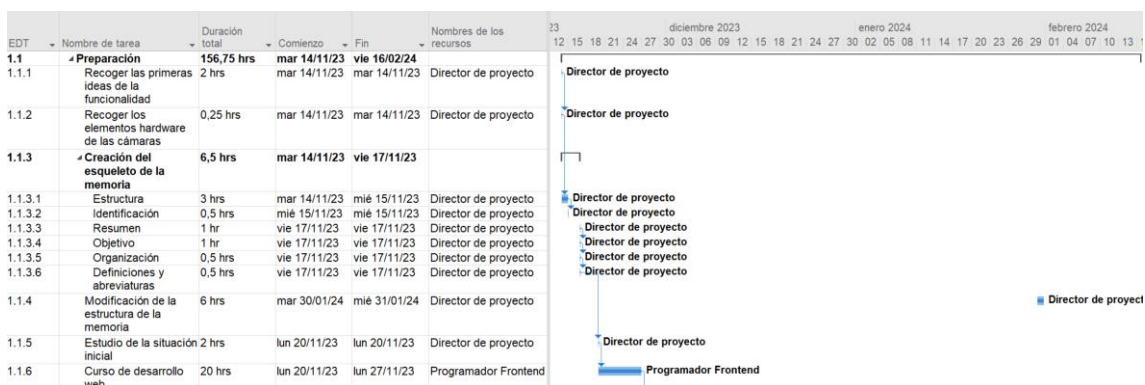 23 diciembre 2023 enero 2024 febrero 2024
EDT Nombre de tarea Duración total Comienzo Fin Nombres de los recursos 12 15 18 21 24 27 30 03 06 09 12 15 18 21 24 27 30 02 05 08 11 14 17 20 23 26 29 01 04 07 10 13
1.1 Preparación 156,75 hrs mar 14/11/23 vie 16/02/24
1.1.1 Recoger las primeras 2 hrs mar 14/11/23 mar 14/11/23 Director de proyecto Director de proyecto
ideas de la
funcionalidad
1.1.2 Recoger los 0,25 hrs mar 14/11/23 mar 14/11/23 Director de proyecto Director de proyecto
elementos hardware
de las cámaras
1.1.3 Creación del 6,5 hrs mar 14/11/23 vie 17/11/23
esqueleto de la
memoria
1.1.3.1 Estructura 3 hrs mar 14/11/23 mié 15/11/23 Director de proyecto Director de proyecto
1.1.3.2 Identificación 0,5 hrs mié 15/11/23 mié 15/11/23 Director de proyecto Director de proyecto
1.1.3.3 Resumen 1 hr vie 17/11/23 vie 17/11/23 Director de proyecto Director de proyecto
1.1.3.4 Objetivo 1 hr vie 17/11/23 vie 17/11/23 Director de proyecto Director de proyecto
1.1.3.5 Organización 0,5 hrs vie 17/11/23 vie 17/11/23 Director de proyecto Director de proyecto
1.1.3.6 Definiciones y 0,5 hrs vie 17/11/23 vie 17/11/23 Director de proyecto Director de proyecto
abreviaturas
1.1.4 Modificación de la 6 hrs mar 30/01/24 mié 31/01/24 Director de proyecto Director de proyect
estructura de la
memoria
1.1.5 Estudio de la situación 2 hrs lun 20/11/23 lun 20/11/23 Director de proyecto Director de proyecto
inicial
1.1.6 Curso de desarrollo 20 hrs lun 20/11/23 lun 27/11/23 Programador Frontend Programador Frontend
web